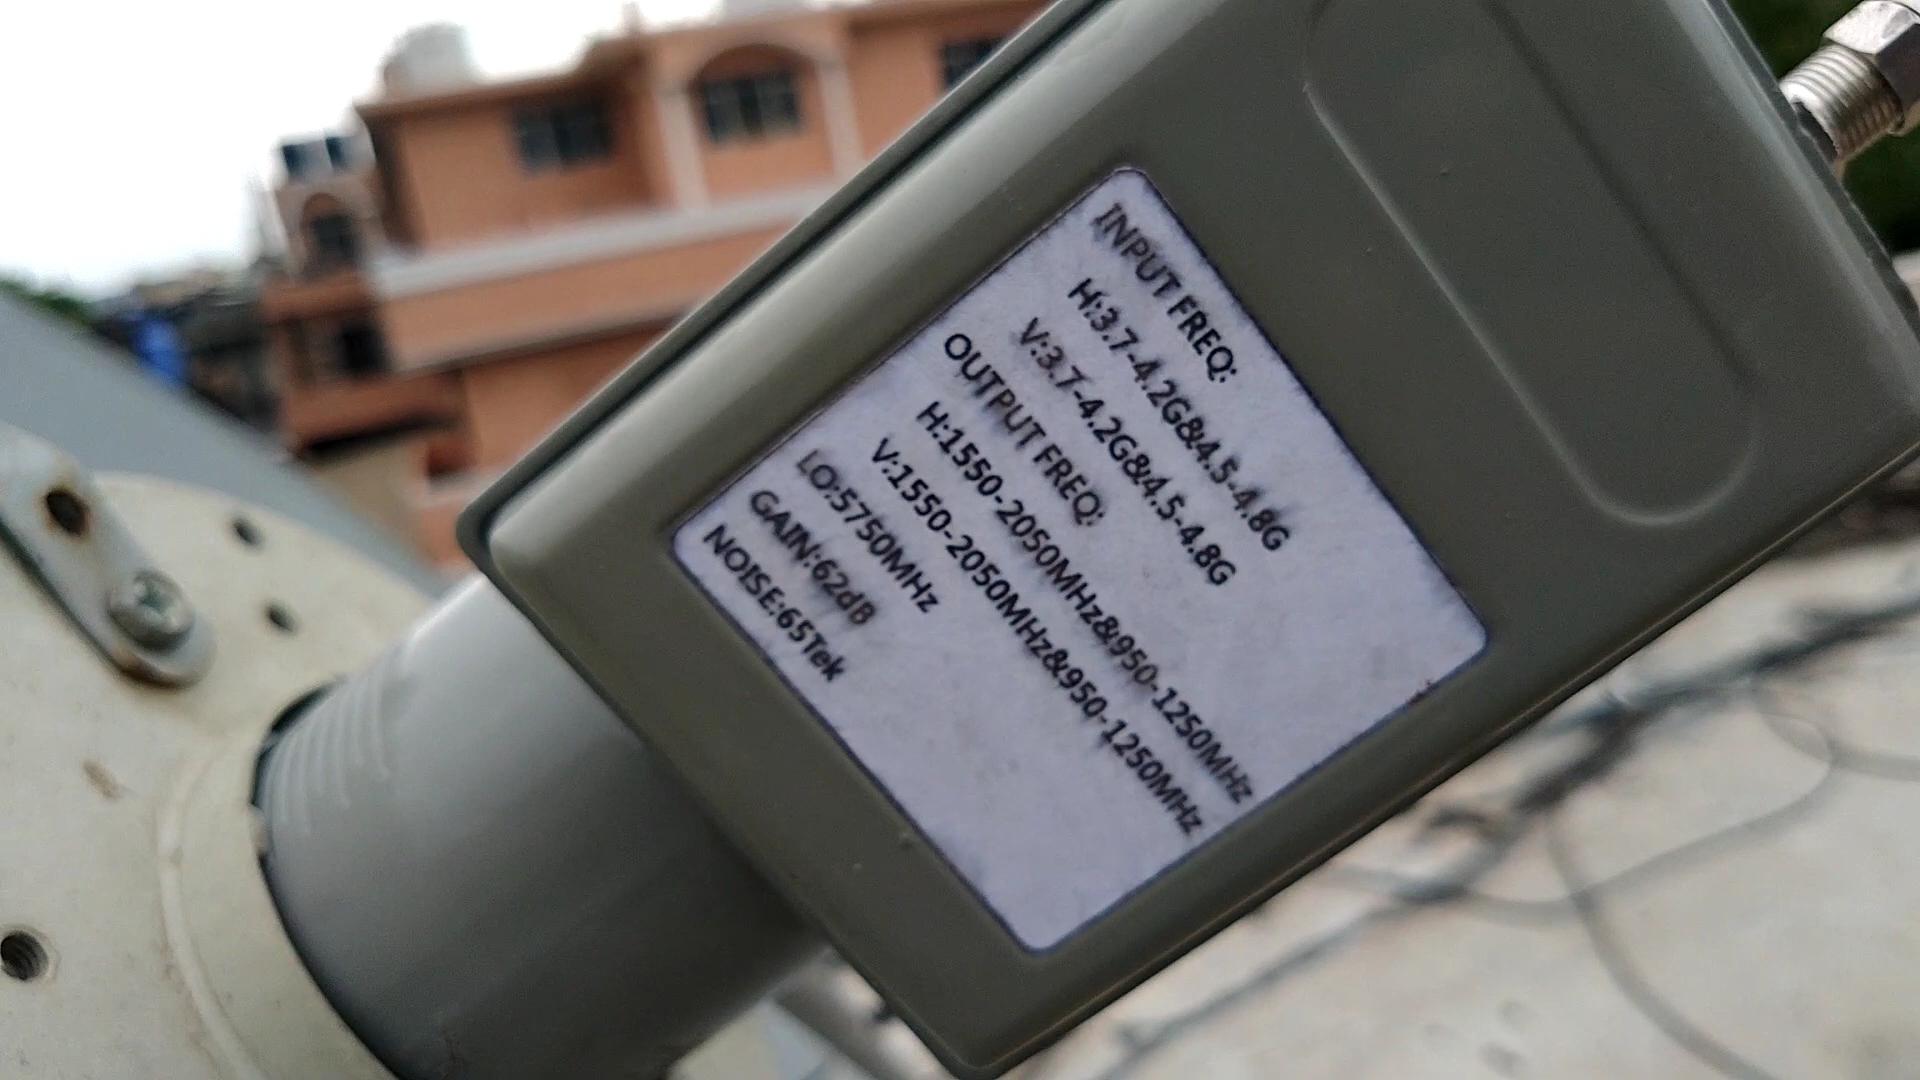 INPUT FREQ:
H:3.7-4.2G&4.5-4.8G
V:3.7-4.2G&4.5-4.8G
OUTPUT FREQ:
H:1550-2050MHz&950-1250MHz
V:1550-2050MHz&950-1250MHz
LO:5750MHz
GAIN:62dB
NOISE:65Tek